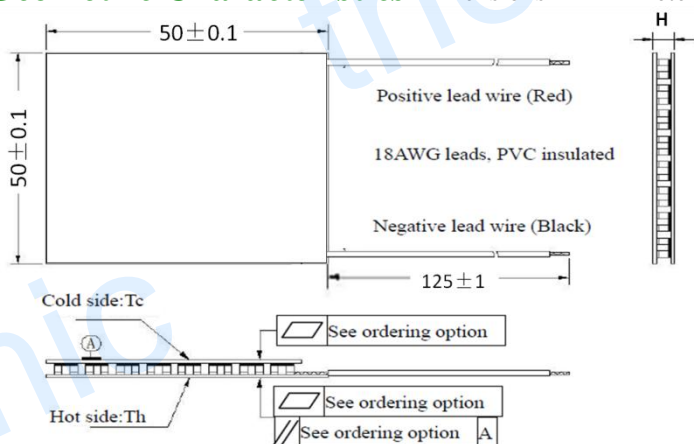 50±0.1
H
50±0.1
Positive lead wire (Red)
18AWG leads, PVC insulated
Negative lead wire (Black)
125±1
Cold side:Tc
A
See ordering option
See ordering option
Hot side:Th
See ordering option A